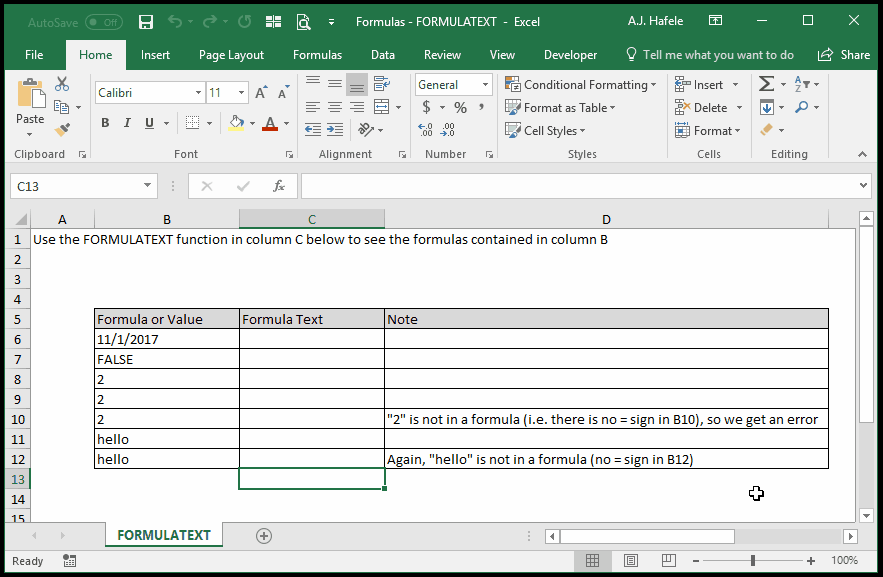 AutoSave Off
Formulas - FORMULATEXT - Excel
A.J. Hafele
File Home Insert Page Layout Formulas Data Review View Developer Tell me what you want to do Share
Paste
Calibri 11
B I U A A A
General
$ % ,
Conditional Formatting
Format as Table
Cell Styles
Insert
Delete
Format
Clipboard Font Alignment Number Styles Cells Editing
C13 fx
A B C D
1 Use the FORMULATEXT function in column C below to see the formulas contained in column B
2
3
4
5 Formula or Value Formula Text Note
6 11/1/2017
7 FALSE
8 2
9 2
10 2 "2" is not in a formula (i.e. there is no = sign in B10), so we get an error
11 hello
12 hello Again, "hello" is not in a formula (no = sign in B12)
13
14
15
FORMULATEXT
Ready 100%